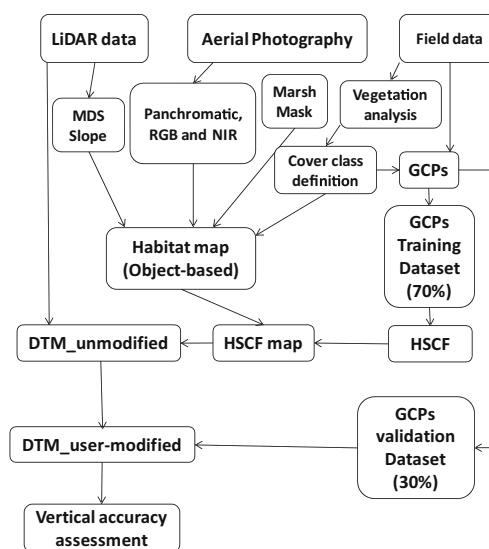 LiDAR data
Aerial Photography
Field data
MDS
Slope
Panchromatic,
RGB and NIR
Marsh
Mask
Vegetation
analysis
Cover class
definition
GCPs
Habitat map
(Object-based)
GCPs
Training
Dataset
(70%)
DTM_unmodified
HSCF map
HSCF
DTM_user-modified
GCPs
validation
Dataset
(30%)
Vertical accuracy
assessment